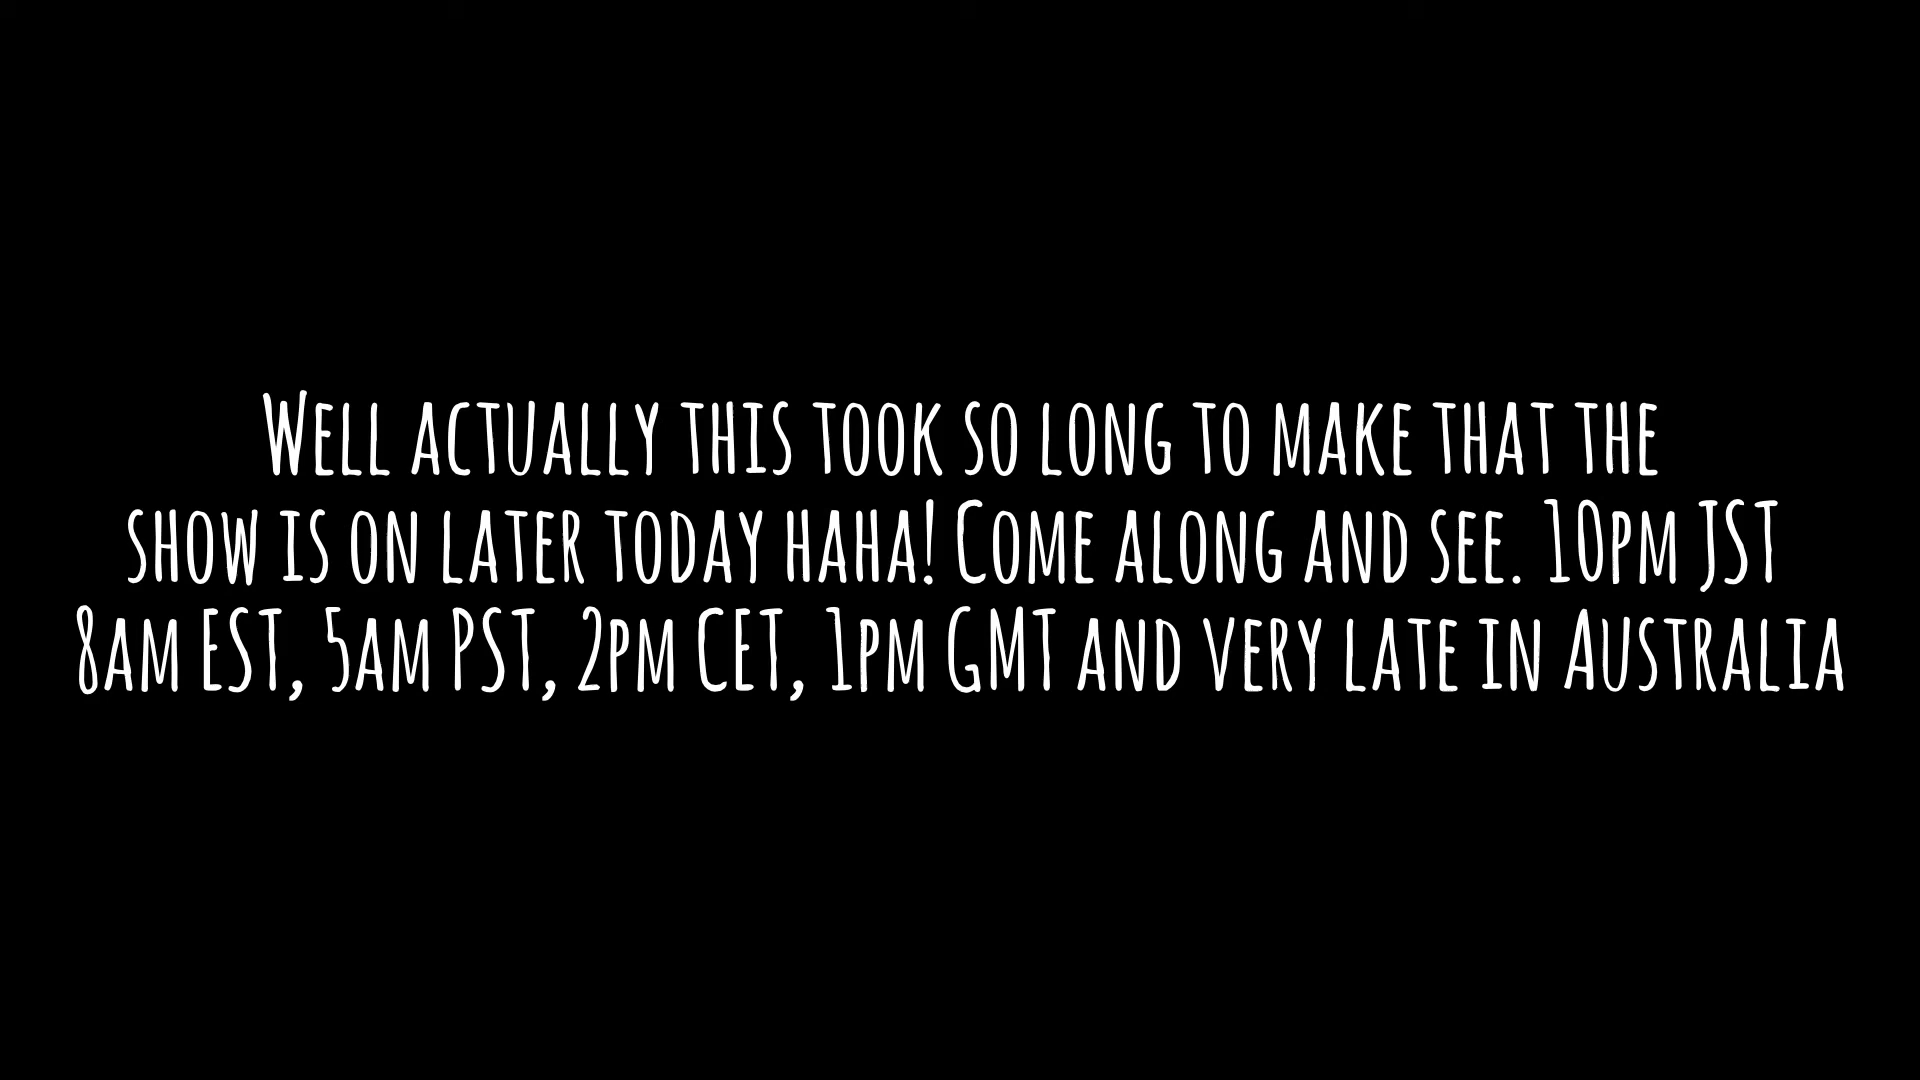 Well actually this took so long to make that the
show is on later today haha! Come along and see. 10pm JST
8am EST, 5am PST, 2pm CET, 1pm GMT and very late in Australia